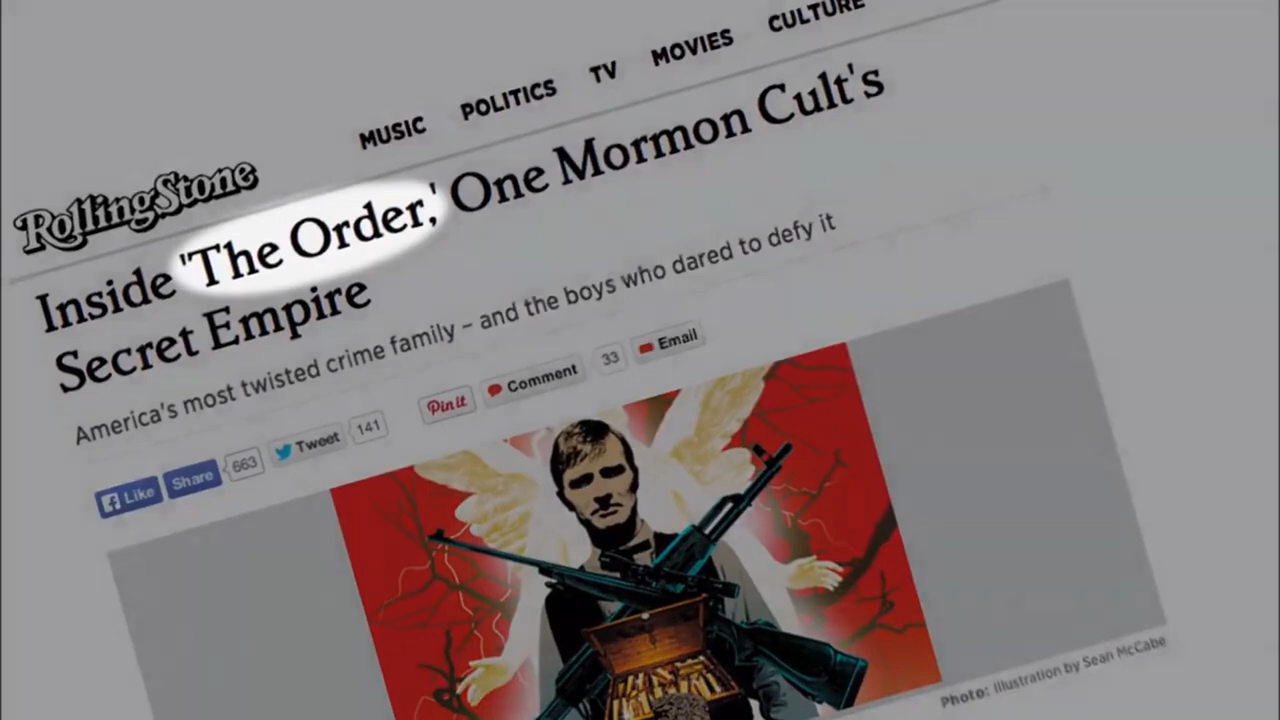 MUSIC POLITICS TV MOVIES CULTURE
RollingStone
Inside 'The Order,' One Mormon Cult's
Secret Empire
America's most twisted crime family – and the boys who dared to defy it
Like Share 663 Tweet 141 Pin it Comment 33 Email
Photo: Illustration by Sean McCabe